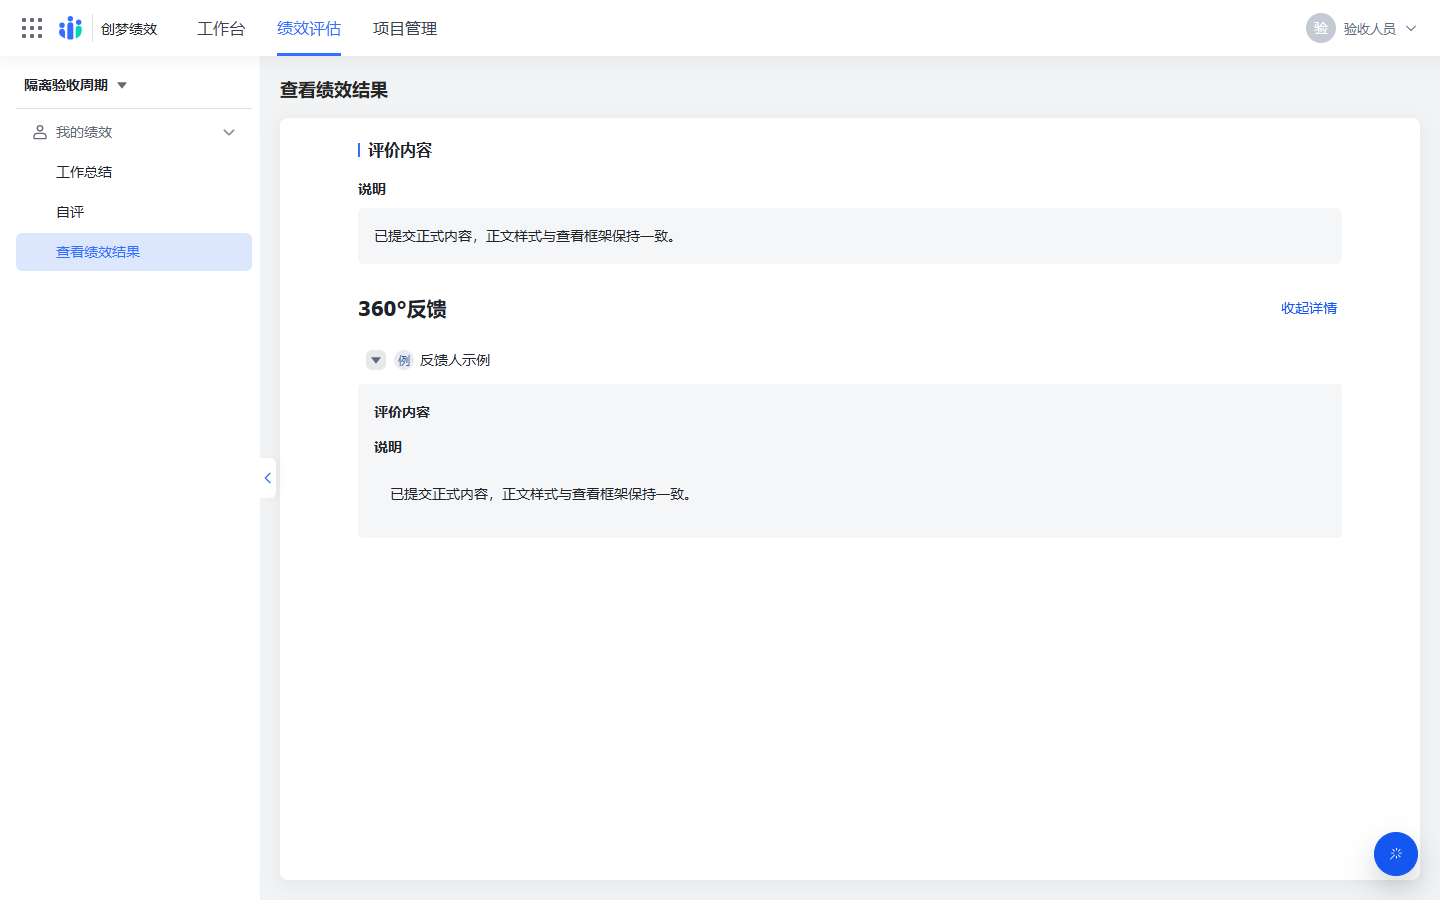 创梦绩效
工作台
绩效评估
项目管理
验
验收人员
隔离验收周期
我的绩效
工作总结
自评
查看绩效结果
查看绩效结果
评价内容
说明
已提交正式内容，正文样式与查看框架保持一致。
360°反馈
收起详情
例
反馈人示例
评价内容
说明
已提交正式内容，正文样式与查看框架保持一致。